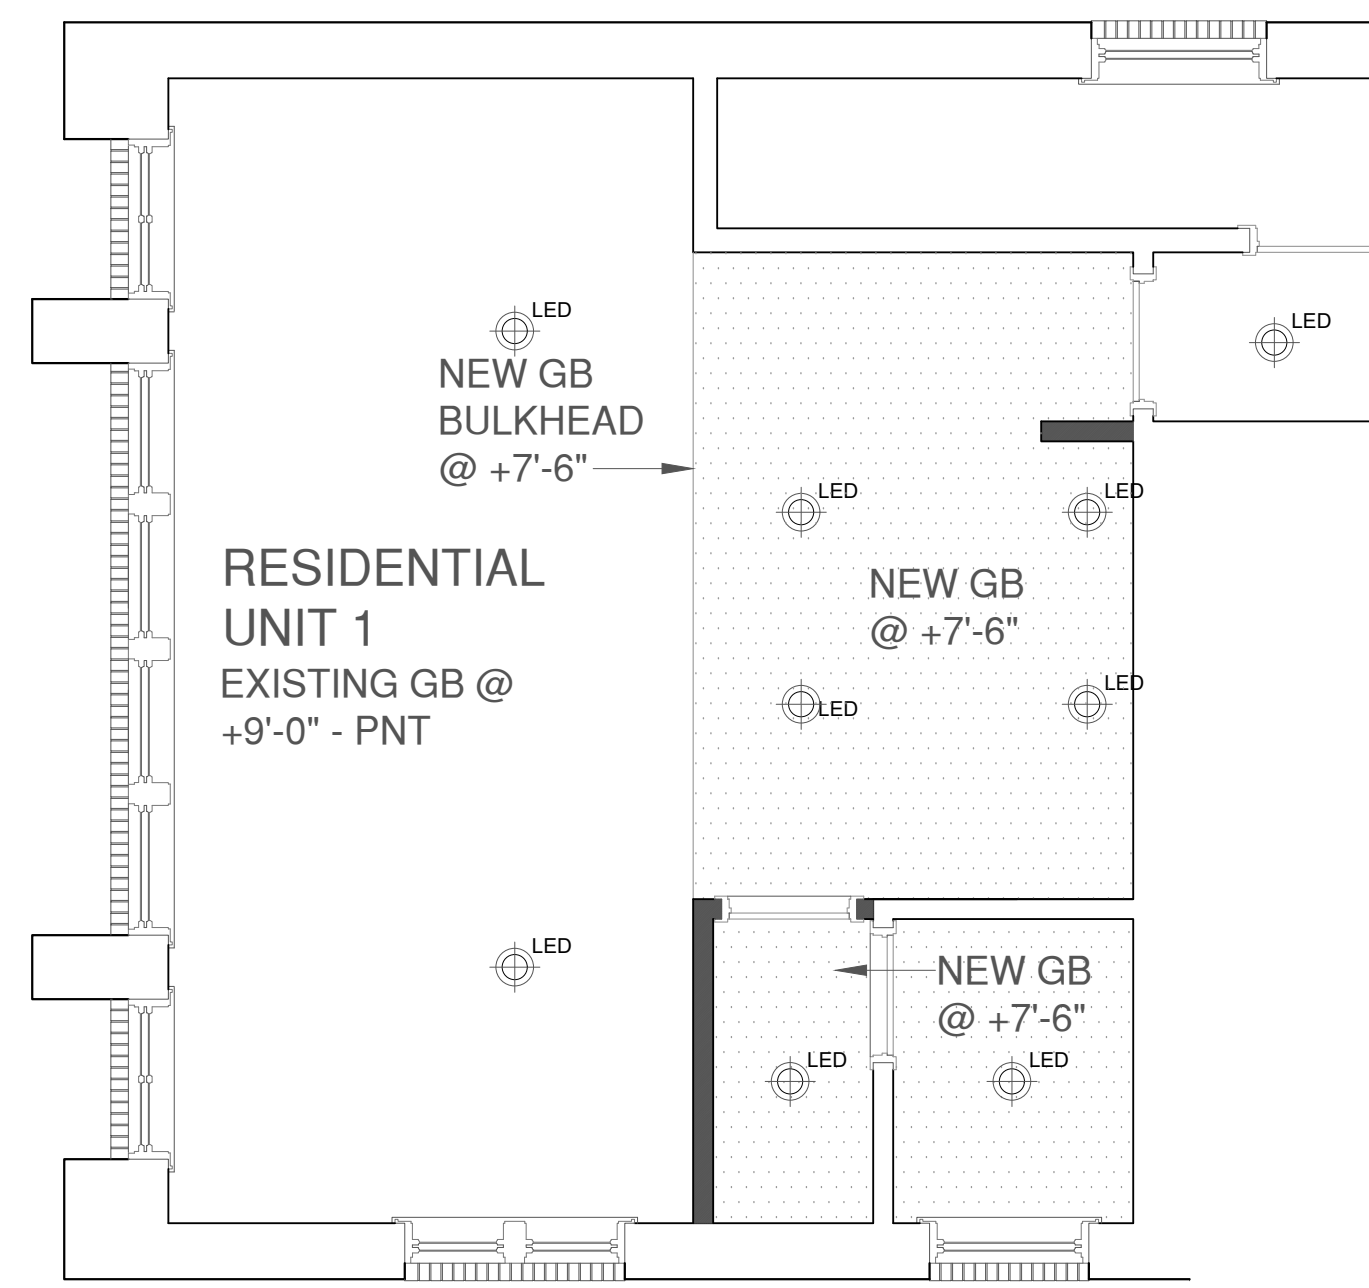 LED
LED
NEW GB
BULKHEAD
@ +7'-6"
LED
LED
RESIDENTIAL
UNIT 1
EXISTING GB @
+9'-0" - PNT
NEW GB
@ +7'-6"
LED
LED
LED
NEW GB
@ +7'-6"
LED
LED